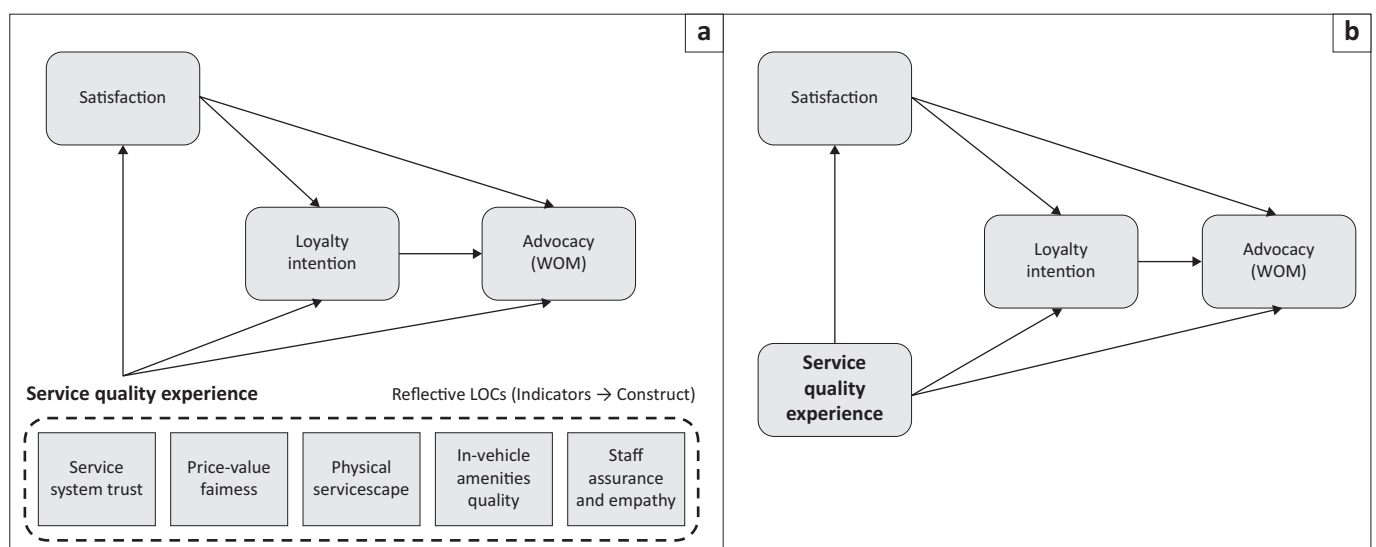 a
Satisfaction
Loyalty
intention
Advocacy
(WOM)
Service quality experience
Reflective LOCs (Indicators → Construct)
Service
system trust
Price-value
faimess
Physical
servicescape
In-vehicle
amenities
quality
Staff
assurance
and empathy
b
Satisfaction
Loyalty
intention
Advocacy
(WOM)
Service
quality
experience